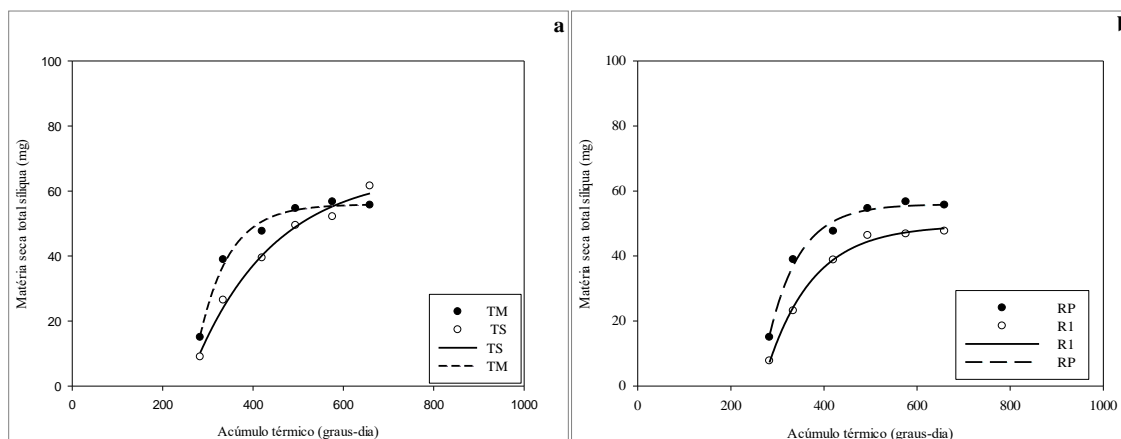 a
Matéria seca total síliqua (mg)
100
80
60
40
20
0
TM
TS
TS
TM
0 200 400 600 800 1000
Acúmulo térmico (graus-dia)
b
Matéria seca total síliqua (mg)
100
80
60
40
20
0
RP
R1
R1
RP
0 200 400 600 800 1000
Acúmulo térmico (graus-dia)